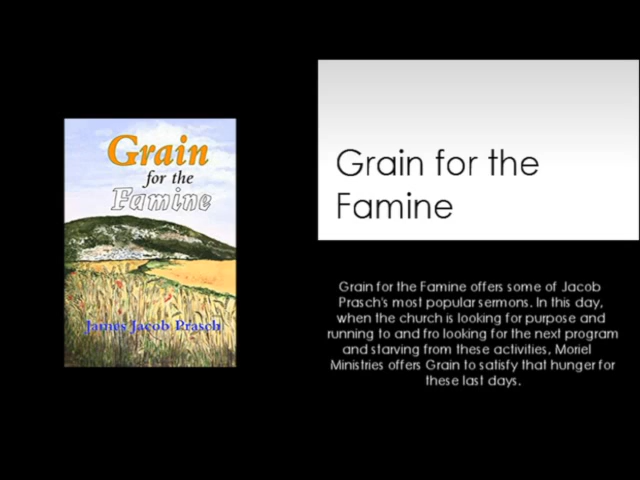 Grain
for the
Famine
James Jacob Prasch
Grain for the
Famine
Grain for the Famine offers some of Jacob
Prasch's most popular sermons. In this day,
when the church is looking for purpose and
running to and fro looking for the next program
and starving from these activities, Moriel
Ministries offers Grain to satisfy that hunger for
these last days.